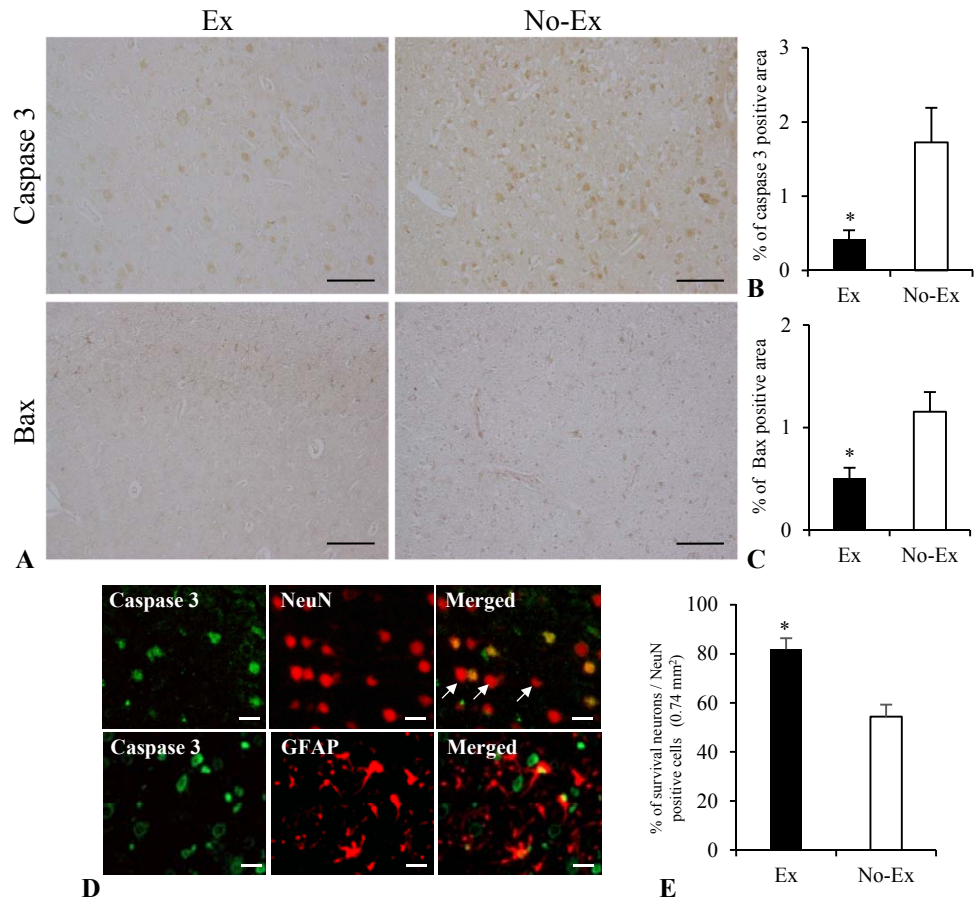 Ex
No-Ex
Caspase 3
Bax
A
% of caspase 3 positive area
3
2
1
0
*
Ex
No-Ex
B
% of Bax positive area
2
1
0
*
Ex
No-Ex
C
Caspase 3
NeuN
Merged
Caspase 3
GFAP
Merged
D
% of survival neurons / NeuN
positive cells (0.74 mm²)
100
80
60
40
20
0
*
Ex
No-Ex
E